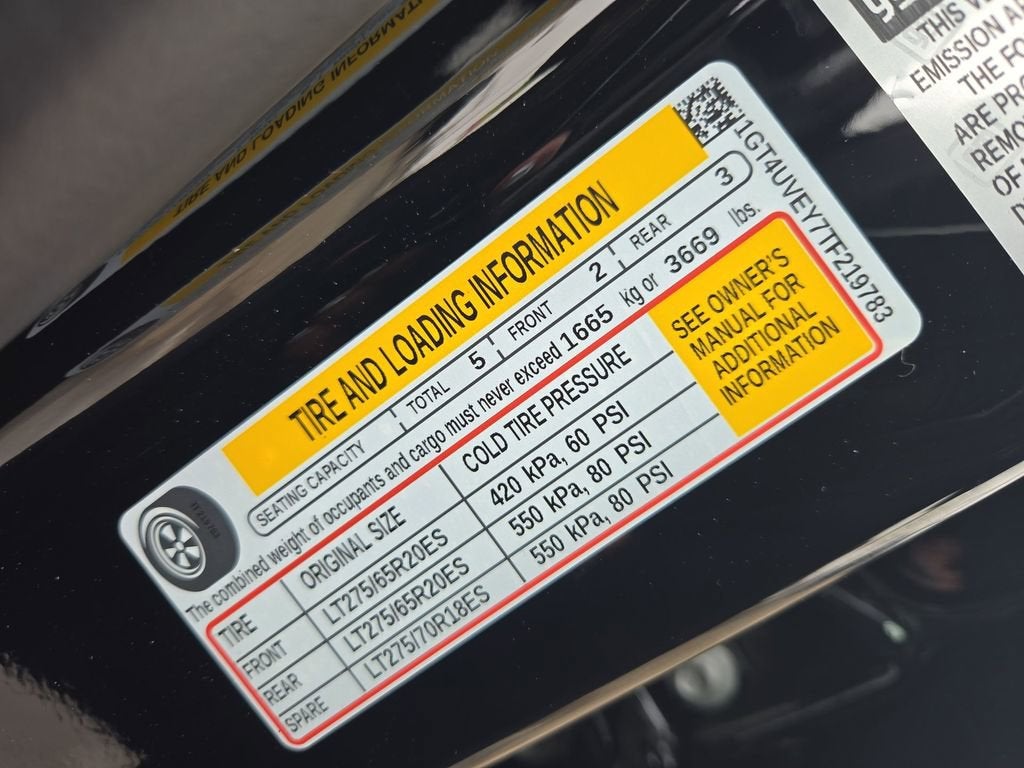 TIRE AND LOADING INFORMATION
SEATING CAPACITY TOTAL 5 FRONT 2 REAR 3
The combined weight of occupants and cargo must never exceed 1665 kg or 3669 lbs.
TIRE ORIGINAL SIZE COLD TIRE PRESSURE
FRONT LT275/65R20ES 420 kPa, 60 PSI
REAR LT275/65R20ES 550 kPa, 80 PSI
SPARE LT275/70R18ES 550 kPa, 80 PSI
SEE OWNER'S
MANUAL FOR
ADDITIONAL
INFORMATION
1GT4UVEY7TF219783
TF219783
THIS
EMISSION
THE
ARE
OF